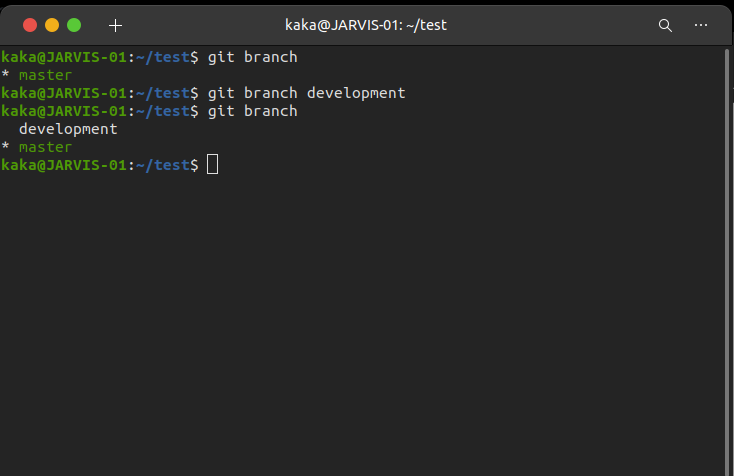 kaka@JARVIS-01: ~/test
kaka@JARVIS-01:~/test$ git branch
* master
kaka@JARVIS-01:~/test$ git branch development
kaka@JARVIS-01:~/test$ git branch
  development
* master
kaka@JARVIS-01:~/test$